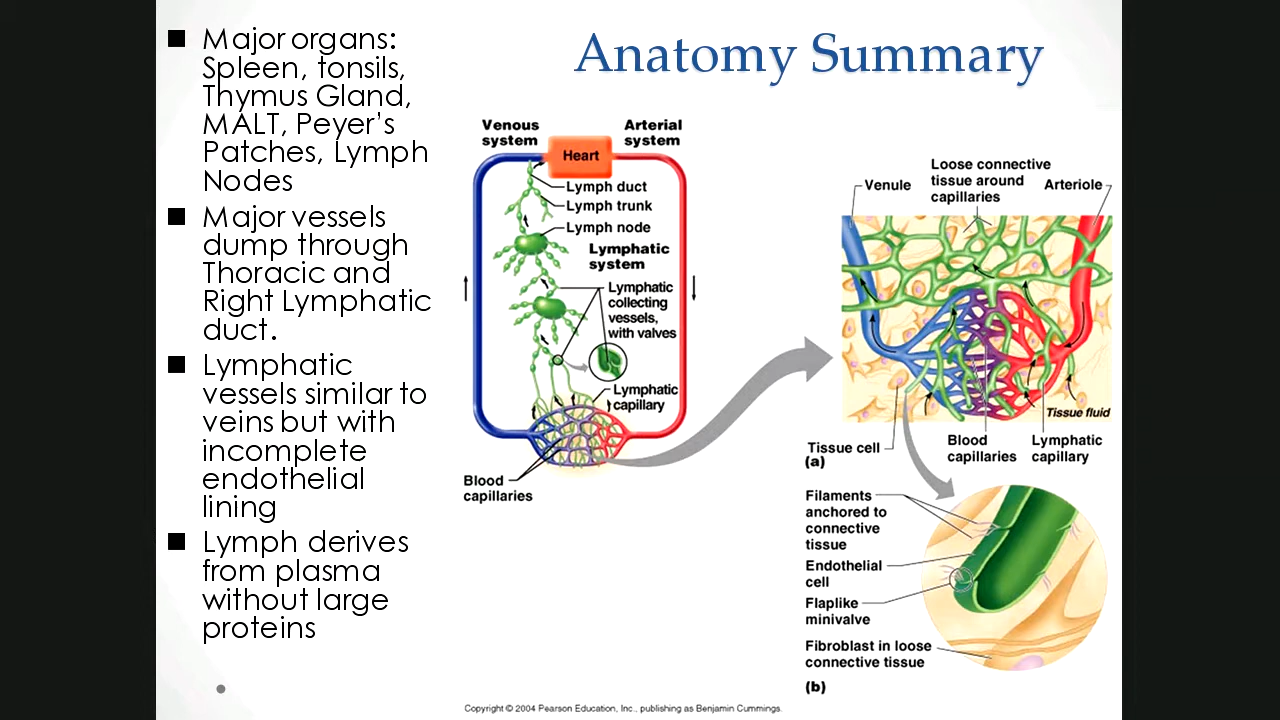 Anatomy Summary
■ Major organs:
Spleen, tonsils,
Thymus Gland,
MALT, Peyer's
Patches, Lymph
Nodes
■ Major vessels
dump through
Thoracic and
Right Lymphatic
duct.
■ Lymphatic
vessels similar to
veins but with
incomplete
endothelial
lining
■ Lymph derives
from plasma
without large
proteins
Venous
system
Arterial
system
Heart
Lymph duct
Lymph trunk
Lymph node
Lymphatic
system
Lymphatic
collecting
vessels,
with valves
Lymphatic
capillary
Blood
capillaries
Loose connective
tissue around
capillaries
Venule
Arteriole
Tissue fluid
Tissue cell
Blood
capillaries
Lymphatic
capillary
(a)
Filaments
anchored to
connective
tissue
Endothelial
cell
Flaplike
minivalve
Fibroblast in loose
connective tissue
(b)
Copyright © 2004 Pearson Education, Inc., publishing as Benjamin Cummings.